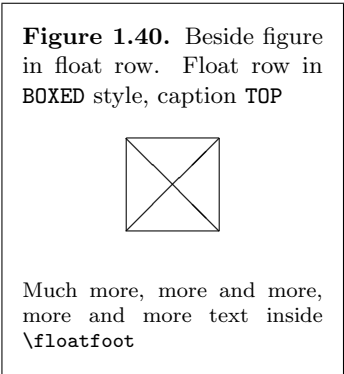 Figure 1.40. Beside figure
in float row. Float row in
BOXED style, caption TOP
Much more, more and more,
more and more text inside
\floatfoot